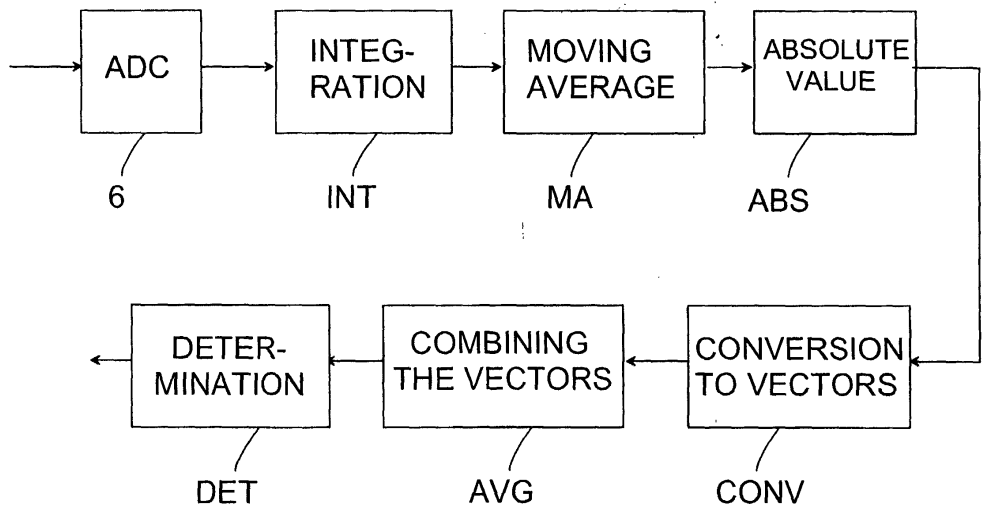 ADC
INTEG-
RATION
MOVING
AVERAGE
ABSOLUTE
VALUE
6
INT
MA
ABS
DETER-
MINATION
COMBINING
THE VECTORS
CONVERSION
TO VECTORS
DET
AVG
CONV